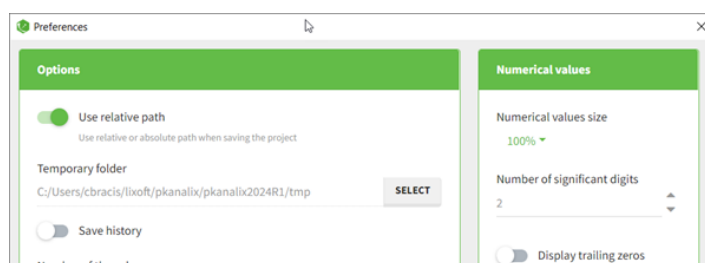 Preferences
Options
Use relative path
Use relative or absolute path when saving the project
Temporary folder
C:/Users/cbracis/lixoft/pkanalix/pkanalix2024R1/tmp
SELECT
Save history
Numerical values
Numerical values size
100%
Number of significant digits
2
Display trailing zeros